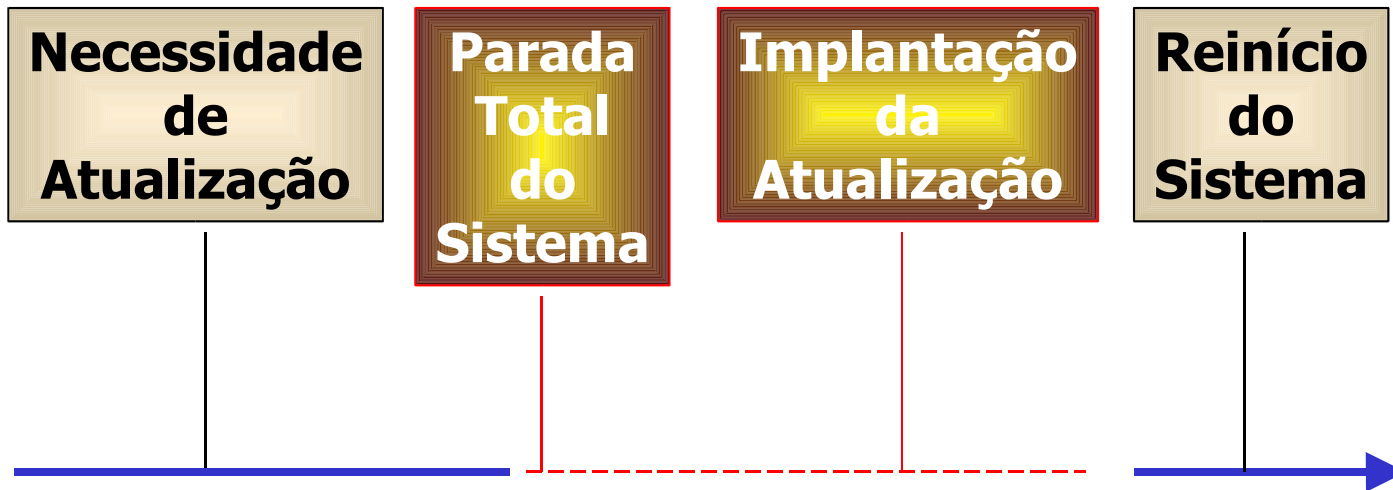 Necessidade
de
Atualização
Parada
Total
do
Sistema
Implantação
da
Atualização
Reinício
do
Sistema